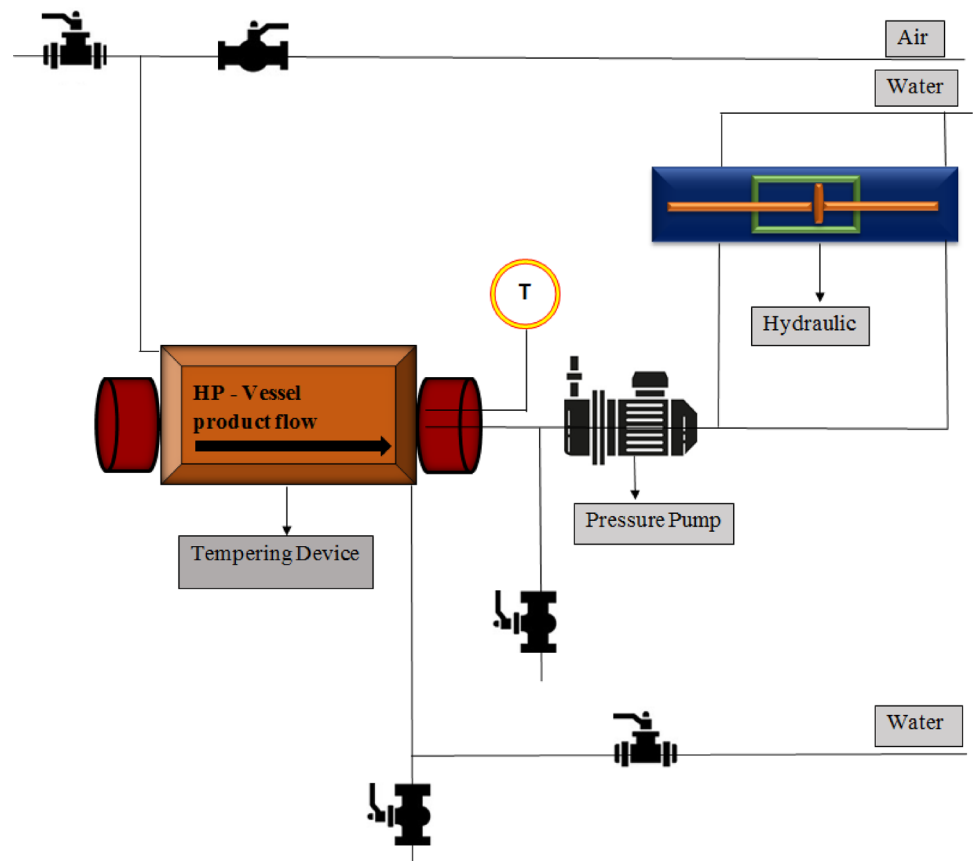 Air
Water
T
Hydraulic
HP - Vessel
product flow
Pressure Pump
Tempering Device
Water